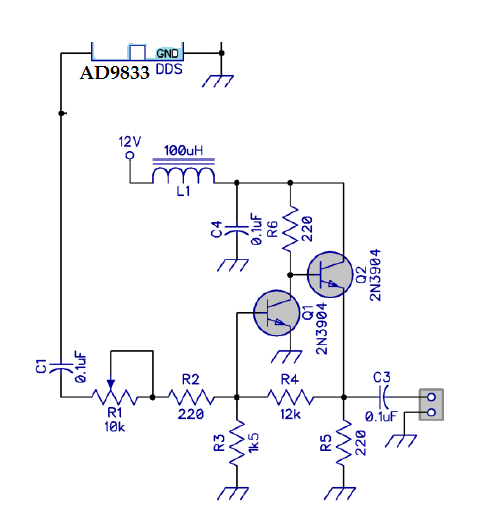 GND
AD9833 DDS
12V
100uH
L1
C4
0.1uF
R6
220
Q2
2N3904
Q1
2N3904
C1
0.1uF
R1
10k
R2
220
R4
12k
C3
0.1uF
R3
1k5
R5
220